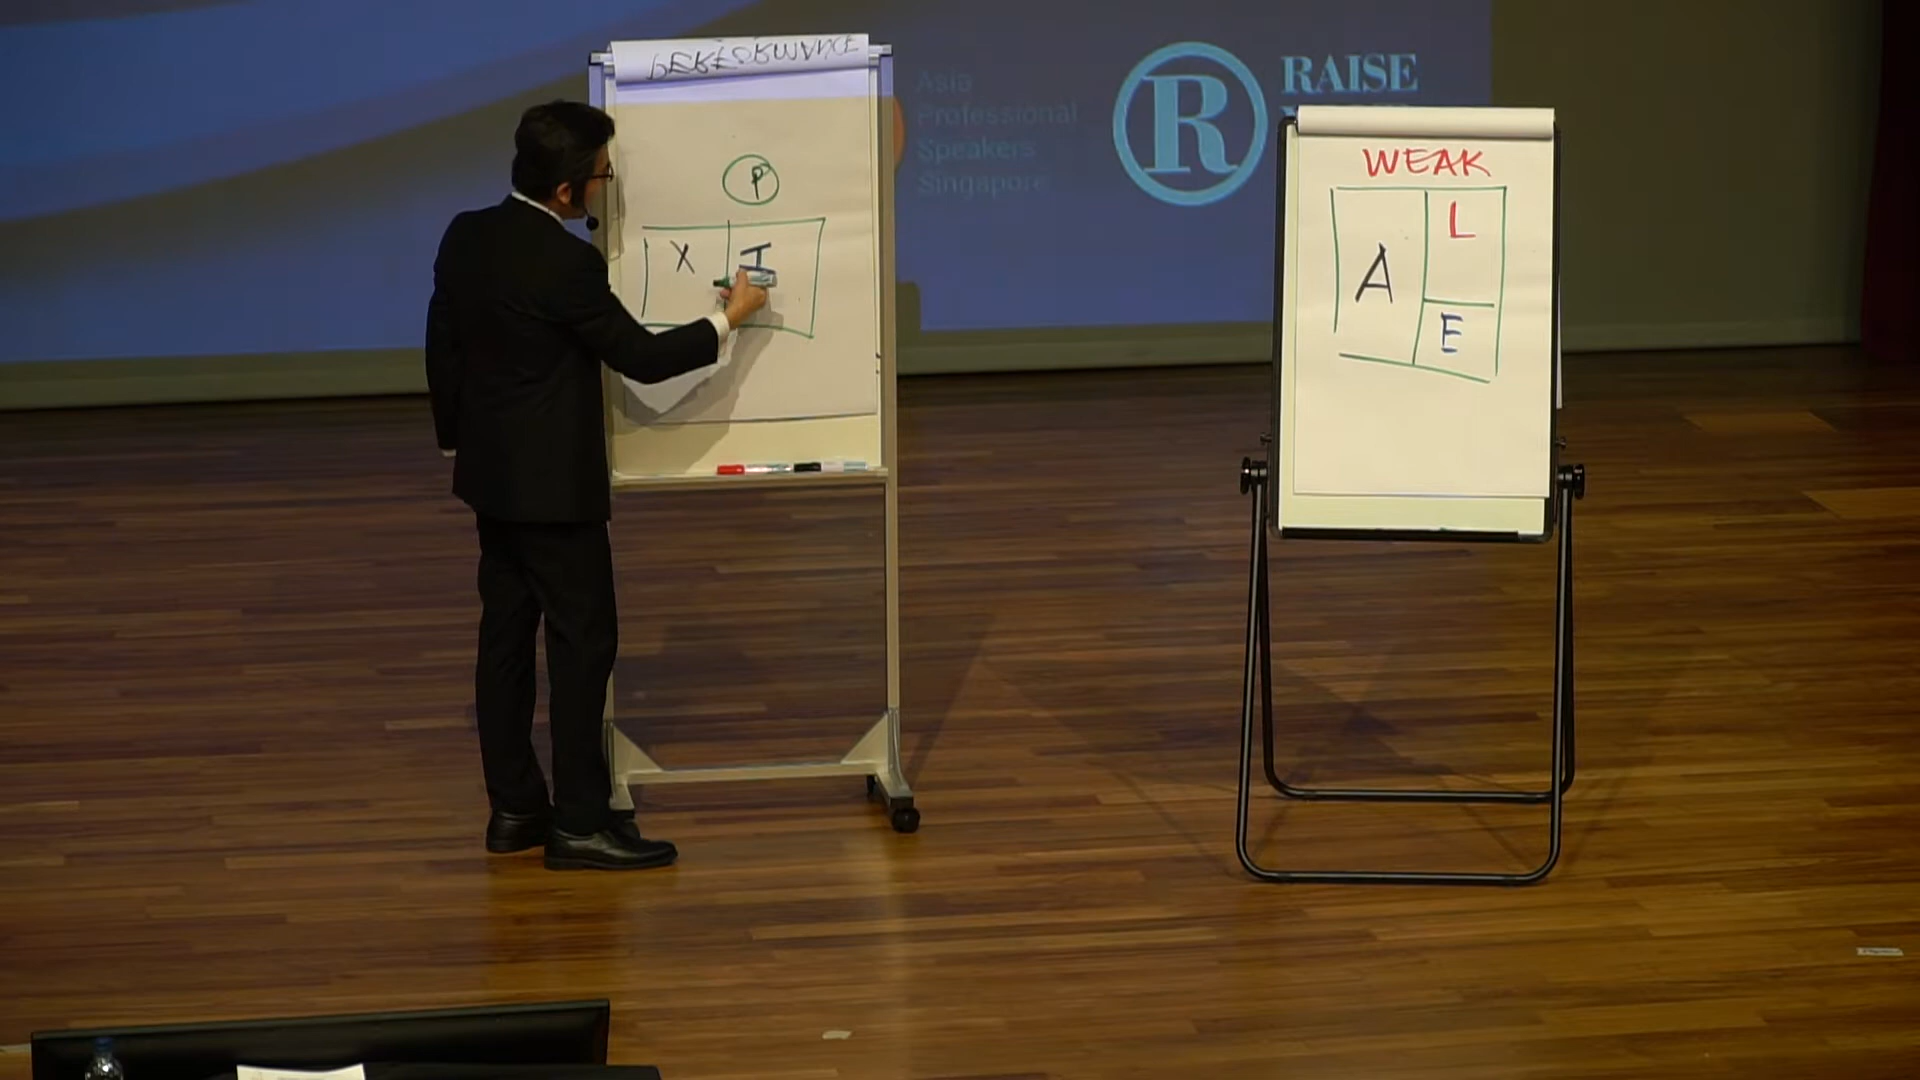 PERFORMANCE
P
X I
Asia
Professional
Speakers
Singapore
R
RAISE
WEAK
A
L
E